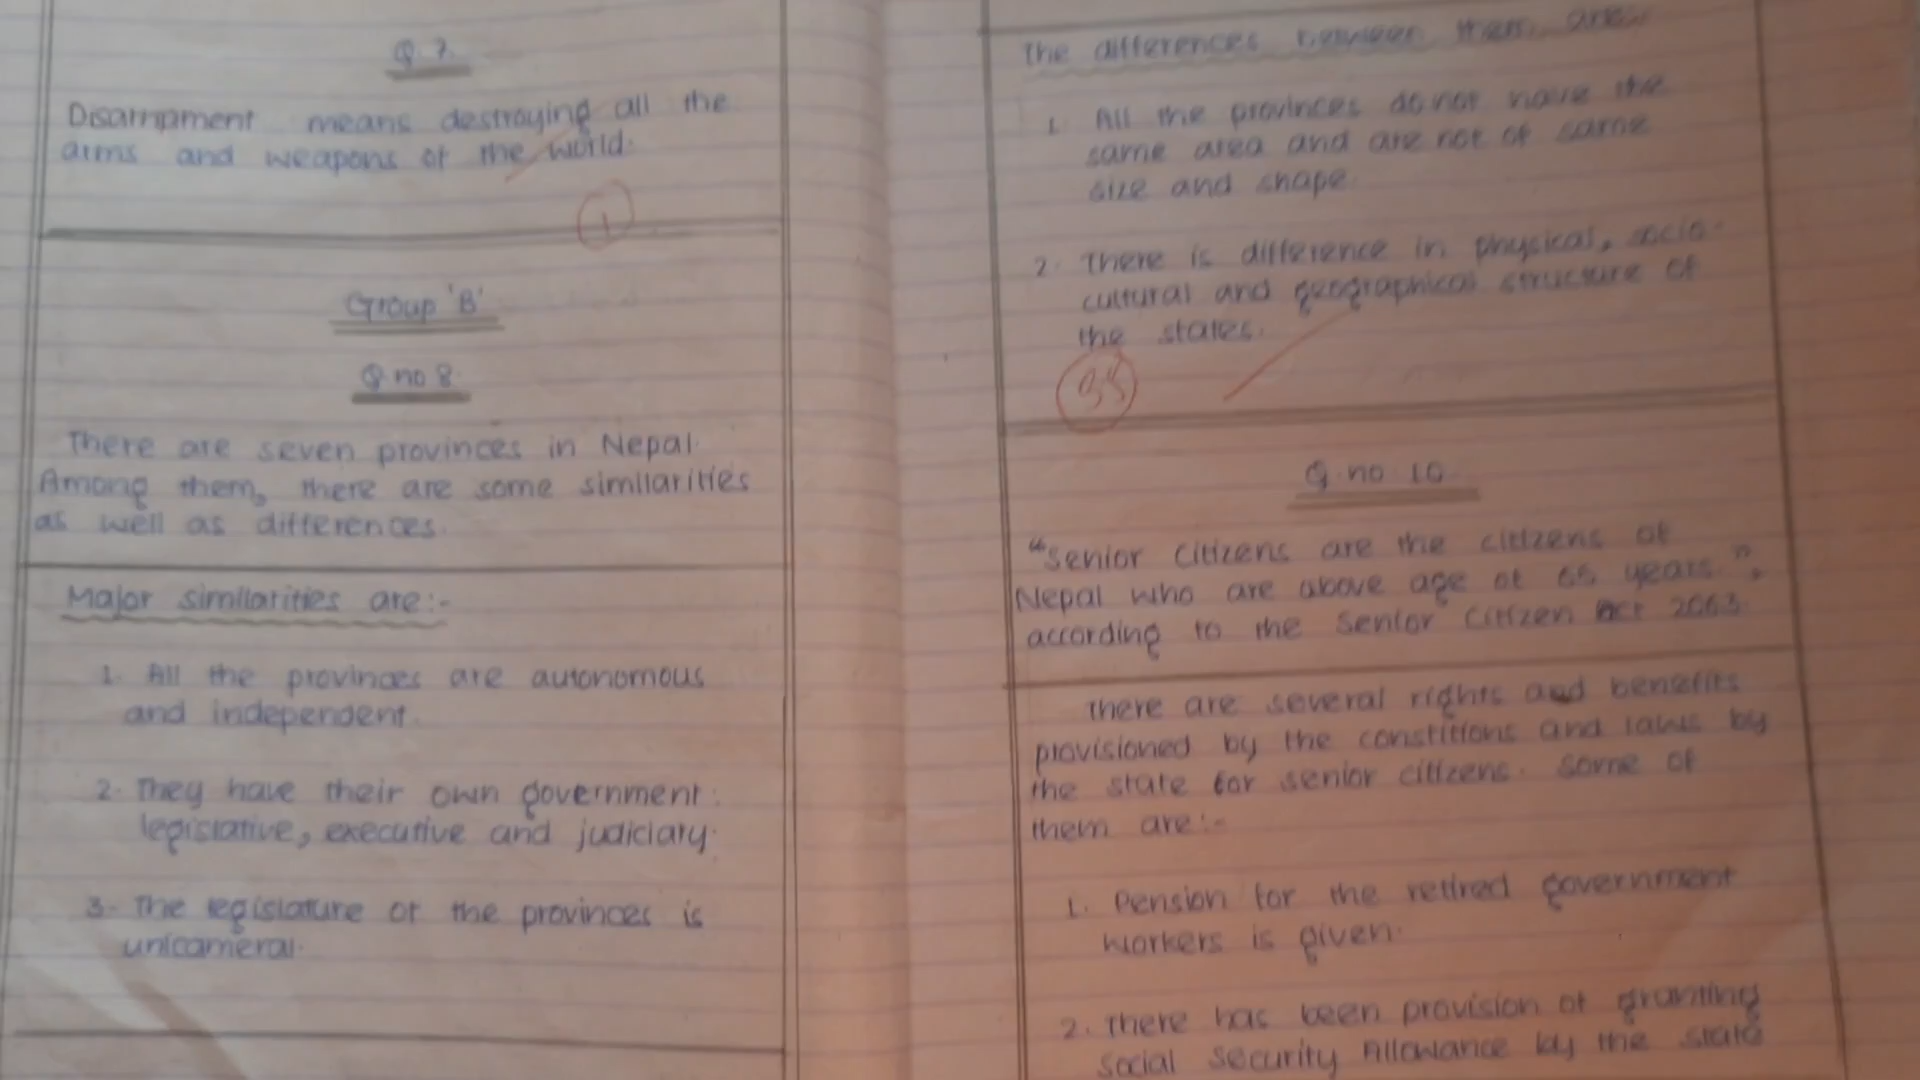 Q. 7.
Disarmament means destroying all the
arms and weapons of the world.
1
Group 'B'
Q. no 8.
There are seven provinces in Nepal.
Among them, there are some similarities
as well as differences.
Major similarities are:-
1. All the provinces are autonomous
and independent.
2. They have their own government:
legislative, executive and judiciary.
3. The legislature of the provinces is
unicameral.
The differences between them are:-
1. All the provinces do not have the
same area and are not of same
size and shape.
2. There is difference in physical, socio-
cultural and geographical structure of
the states.
Q. no 10
"Senior citizens are the citizens of
Nepal who are above age of years.",
according to the Senior Citizen Act 2063.
There are several rights and benefits
provisioned by the constitions and laws by
the state for senior citizens. Some of
them are:-
1. Pension for the retired government
workers is given.
2. There has been provision of granting
Social Security Allowance by the state